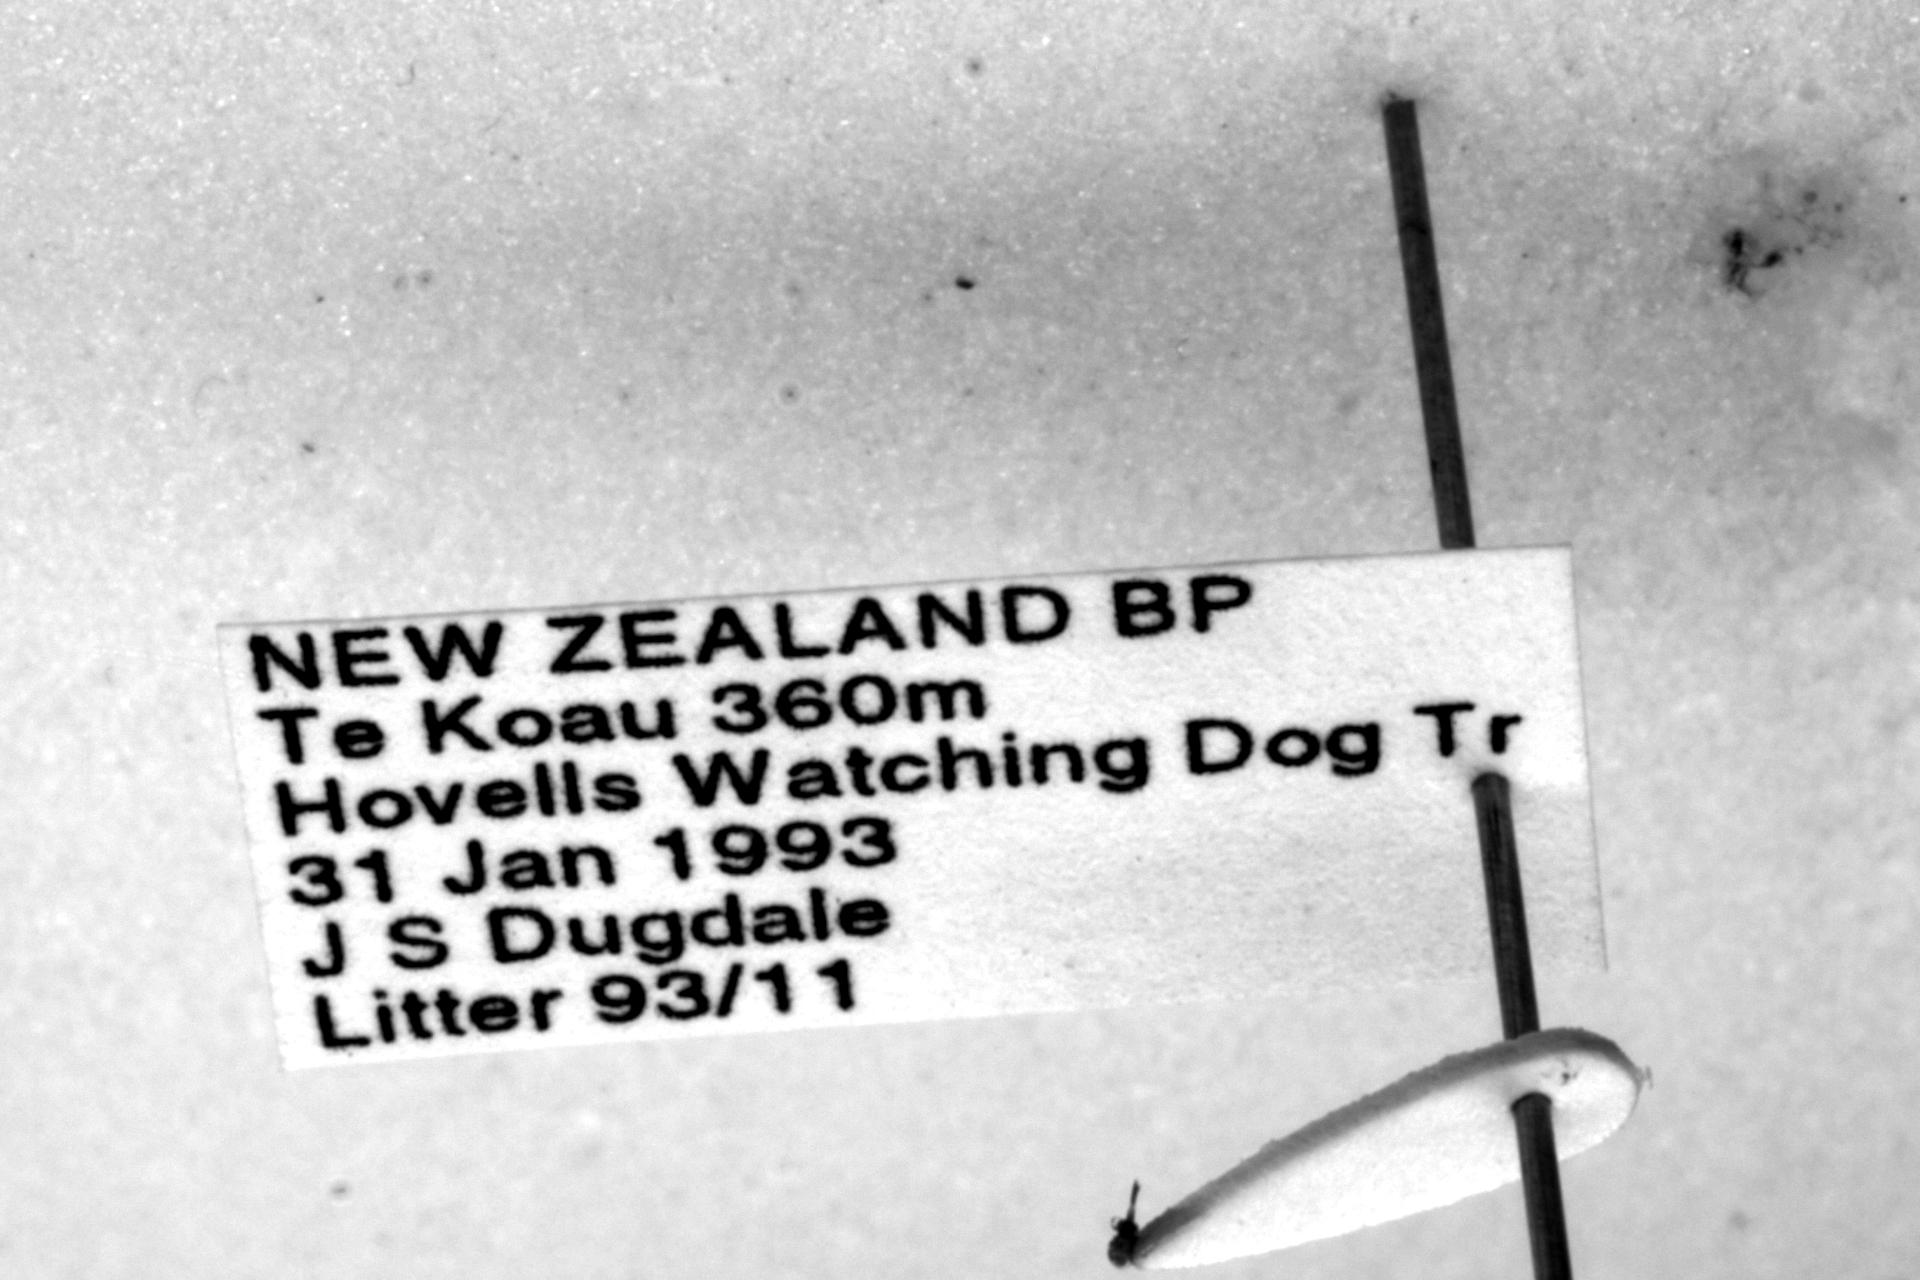 NEW ZEALAND BP
Te Koau 360m
Hovells Watching Dog Tr
31 Jan 1993
J S Dugdale
Litter 93/11